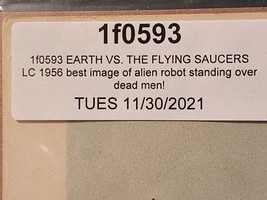 1f0593
1f0593 EARTH VS. THE FLYING SAUCERS
LC 1956 best image of alien robot standing over
dead men!
TUES 11/30/2021